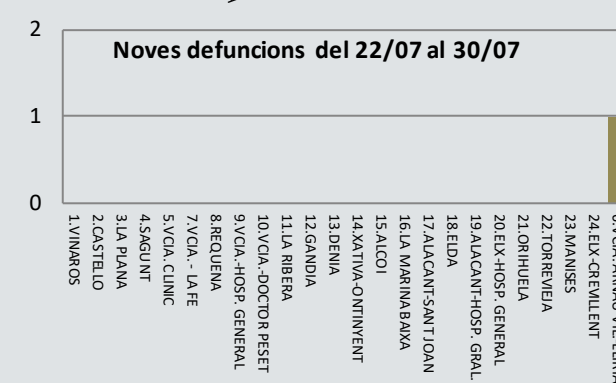 Noves defuncions del 22/07 al 30/07
2
1
0
1.VINAROS
2.CASTELLO
3.LA PLANA
4.SAGUNT
5.VCIA. CLINIC
7.VCIA. - LA FE
8.REQUENA
9.VCIA.-HOSP. GENERAL
10.VCIA.-DOCTOR PESET
11.LA RIBERA
12.GANDIA
13.DENIA
14.XATIVA-ONTINYENT
15.ALCOI
16.LA MARINA BAIXA
17.ALACANT-SANT JOAN
18.ELDA
19.ALACANT-HOSP. GRAL.
20.ELX-HOSP. GENERAL
21.ORIHUELA
22.TORREVIEJA
23.MANISES
24.ELX-CREVILLENT